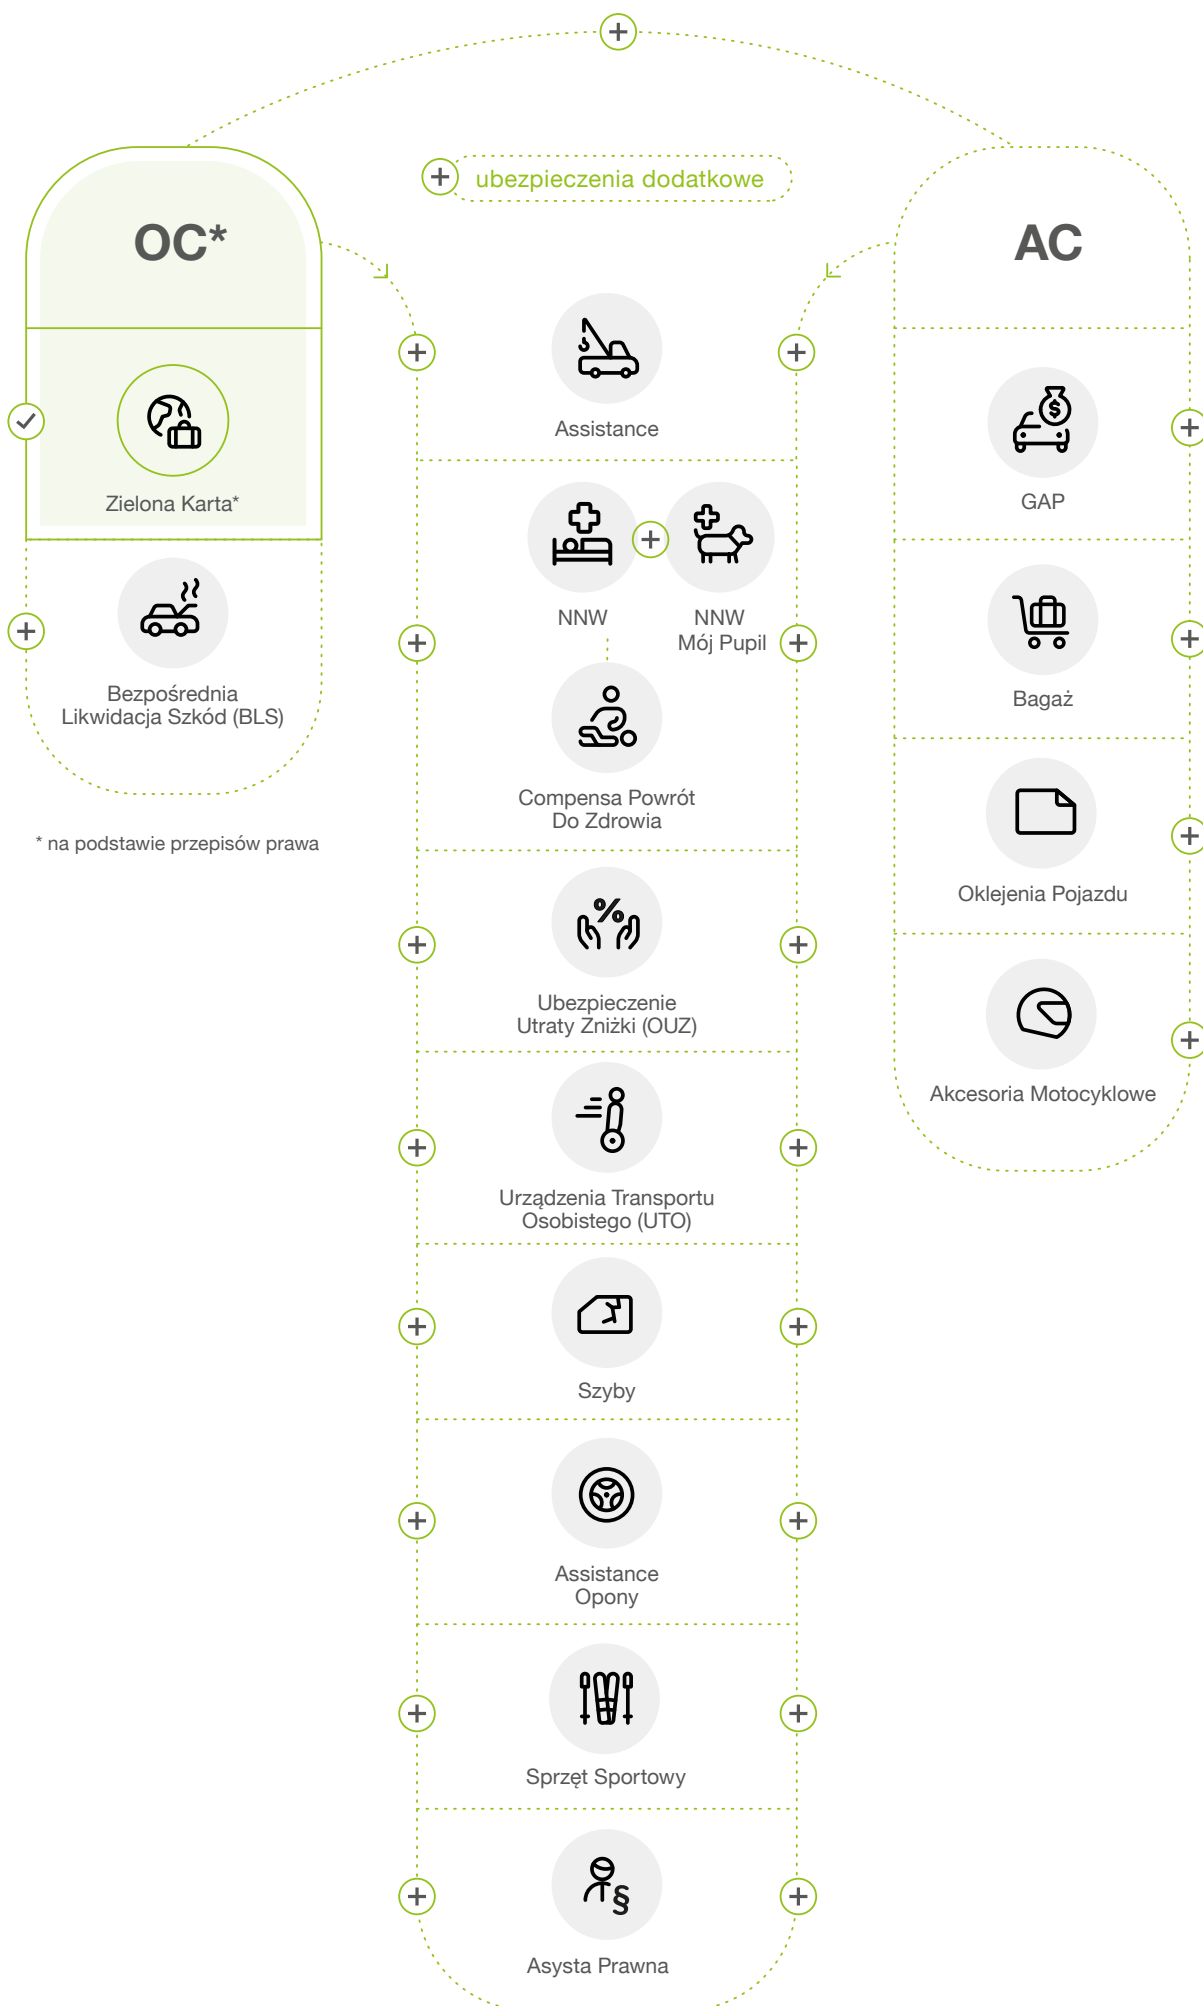 ubezpieczenia dodatkowe
OC*
Zielona Karta*
Bezpośrednia
Likwidacja Szkód (BLS)
* na podstawie przepisów prawa
Assistance
NNW
NNW
Mój Pupil
Compensa Powrót
Do Zdrowia
Ubezpieczenie
Utraty Zniżki (OUZ)
Urządzenia Transportu
Osobistego (UTO)
Szyby
Assistance
Opony
Sprzęt Sportowy
Asysta Prawna
AC
GAP
Bagaż
Oklejenia Pojazdu
Akcesoria Motocyklowe